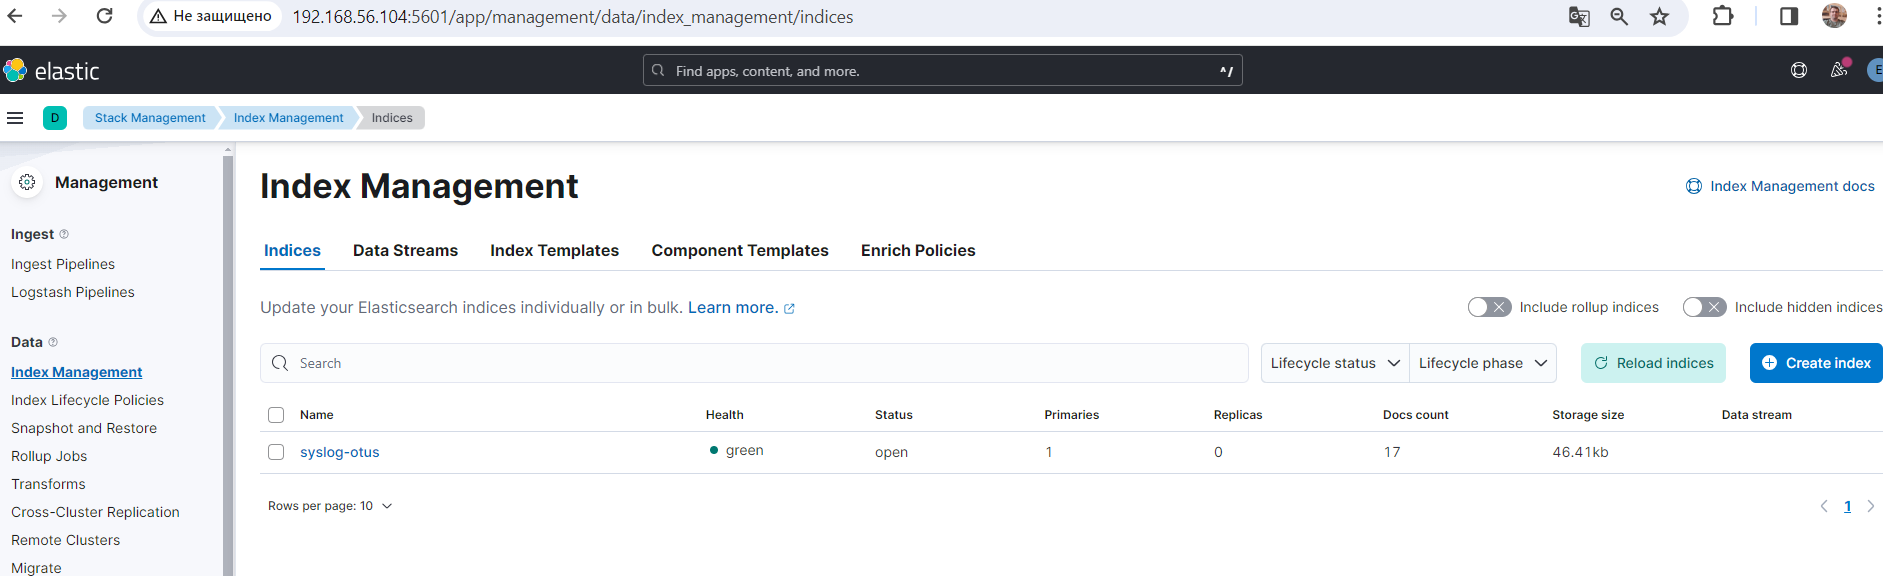 Не защищено 192.168.56.104:5601/app/management/data/index_management/indices
elastic Find apps, content, and more. ^/ E
D Stack Management Index Management Indices
Management
Ingest
Ingest Pipelines
Logstash Pipelines
Data
Index Management
Index Lifecycle Policies
Snapshot and Restore
Rollup Jobs
Transforms
Cross-Cluster Replication
Remote Clusters
Migrate
Index Management
Index Management docs
Indices Data Streams Index Templates Component Templates Enrich Policies
Update your Elasticsearch indices individually or in bulk. Learn more. Include rollup indices Include hidden indices
Search Lifecycle status Lifecycle phase Reload indices Create index
Name Health Status Primaries Replicas Docs count Storage size Data stream
syslog-otus green open 1 0 17 46.41kb
Rows per page: 10 1